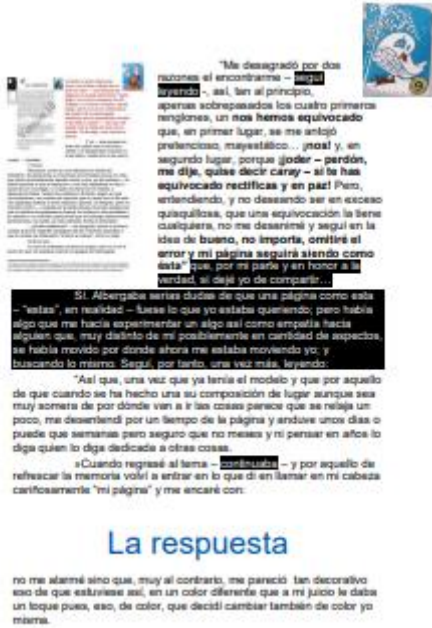 "Me desagradó por dos
razones el encontrarme – seguí
leyendo -, así, tan al principio,
apenas sobrepasados los cuatro primeros
renglones, un nos hemos equivocado
que, en primer lugar, se me antojó
pretencioso, mayestático… ¡nos! y, en
segundo lugar, porque ¡joder – perdón,
me dije, quise decir caray – si te has
equivocado rectificas y en paz! Pero,
entendiendo, y no deseando ser en exceso
quisquillosa, que una equivocación la tiene
cualquiera, no me desanimé y seguí en la
idea de bueno, no importa, omitiré el
error y mi página seguirá siendo como
ésta" que, por mi parte y en honor a la
verdad, sí dejé yo de compartir…
Sí. Albergaba serias dudas de que una página como esta
– "estas", en realidad – fuese lo que yo estaba queriendo; pero había
algo que me hacía experimentar un algo así como empatía hacia
alguien que, muy distinto de mí posiblemente en cantidad de aspectos,
se había movido por donde ahora me estaba moviendo yo; y
buscando lo mismo. Seguí, por tanto, una vez más, leyendo:
"Así que, una vez que ya tenía el modelo y que por aquello
de que cuando se ha hecho una su composición de lugar aunque sea
muy somera de por dónde van a ir las cosas parece que se relaja un
poco, me desentendí por un tiempo de la página y anduve unos días o
puede que semanas pero seguro que no meses y ni pensar en años lo
diga quien lo diga dedicada a otras cosas.
»Cuando regresé al tema – continuaba – y por aquello de
refrescar la memoria volví a entrar en lo que di en llamar en mi cabeza
cariñosamente "mi página" y me encaré con:
La respuesta
no me alarmé sino que, muy al contrario, me pareció tan decorativo
eso de que estuviese así, en un color diferente que a mi juicio le daba
un toque pues, eso, de color, que decidí cambiar también de color yo
misma.